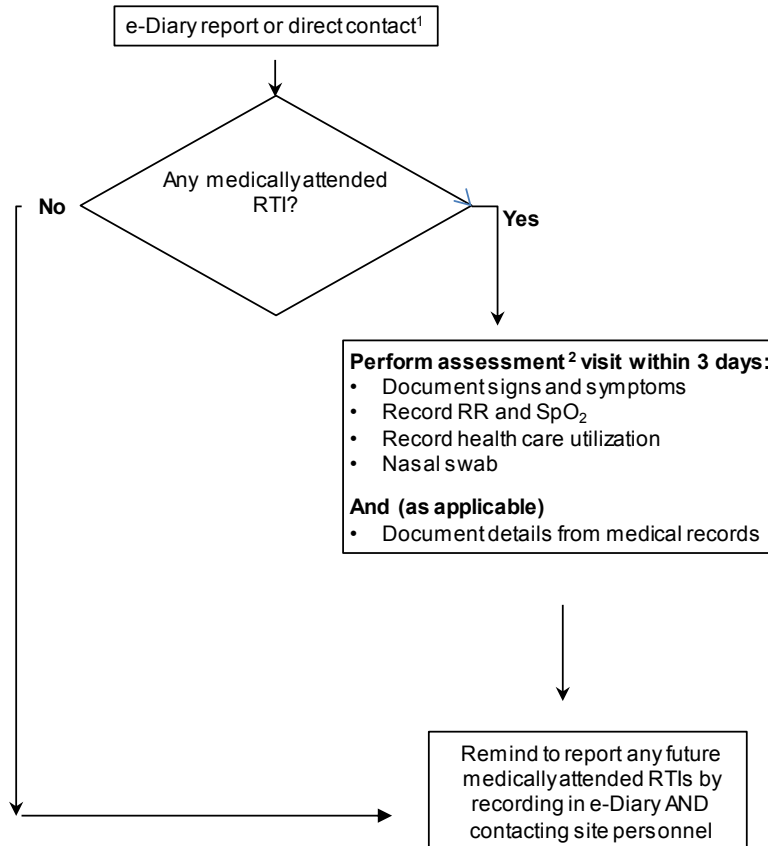 e-Diary report or direct contact¹
Any medically attended
RTI?
No
Yes
Perform assessment ² visit within 3 days:
• Document signs and symptoms
• Record RR and SpO₂
• Record health care utilization
• Nasal swab
And (as applicable)
• Document details from medical records
Remind to report any future
medically attended RTIs by
recording in e-Diary AND
contacting site personnel